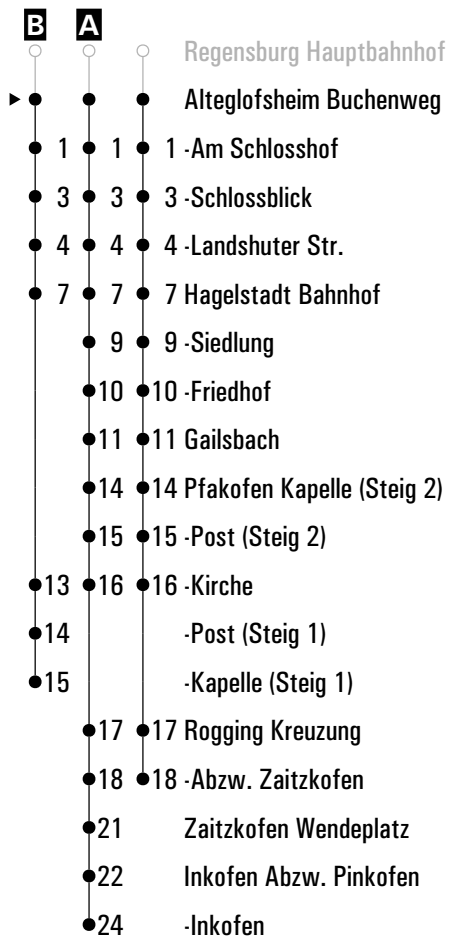 B A
Regensburg Hauptbahnhof
Alteglofsheim Buchenweg
1 1 1 -Am Schlosshof
3 3 3 -Schlossblick
4 4 4 -Landshuter Str.
7 7 7 Hagelstadt Bahnhof
9 9 -Siedlung
10 10 -Friedhof
11 11 Gailsbach
14 14 Pfakofen Kapelle (Steig 2)
15 15 -Post (Steig 2)
13 16 16 -Kirche
14 -Post (Steig 1)
15 -Kapelle (Steig 1)
17 17 Rogging Kreuzung
18 18 -Abzw. Zaitzkofen
21 Zaitzkofen Wendeplatz
22 Inkofen Abzw. Pinkofen
24 -Inkofen